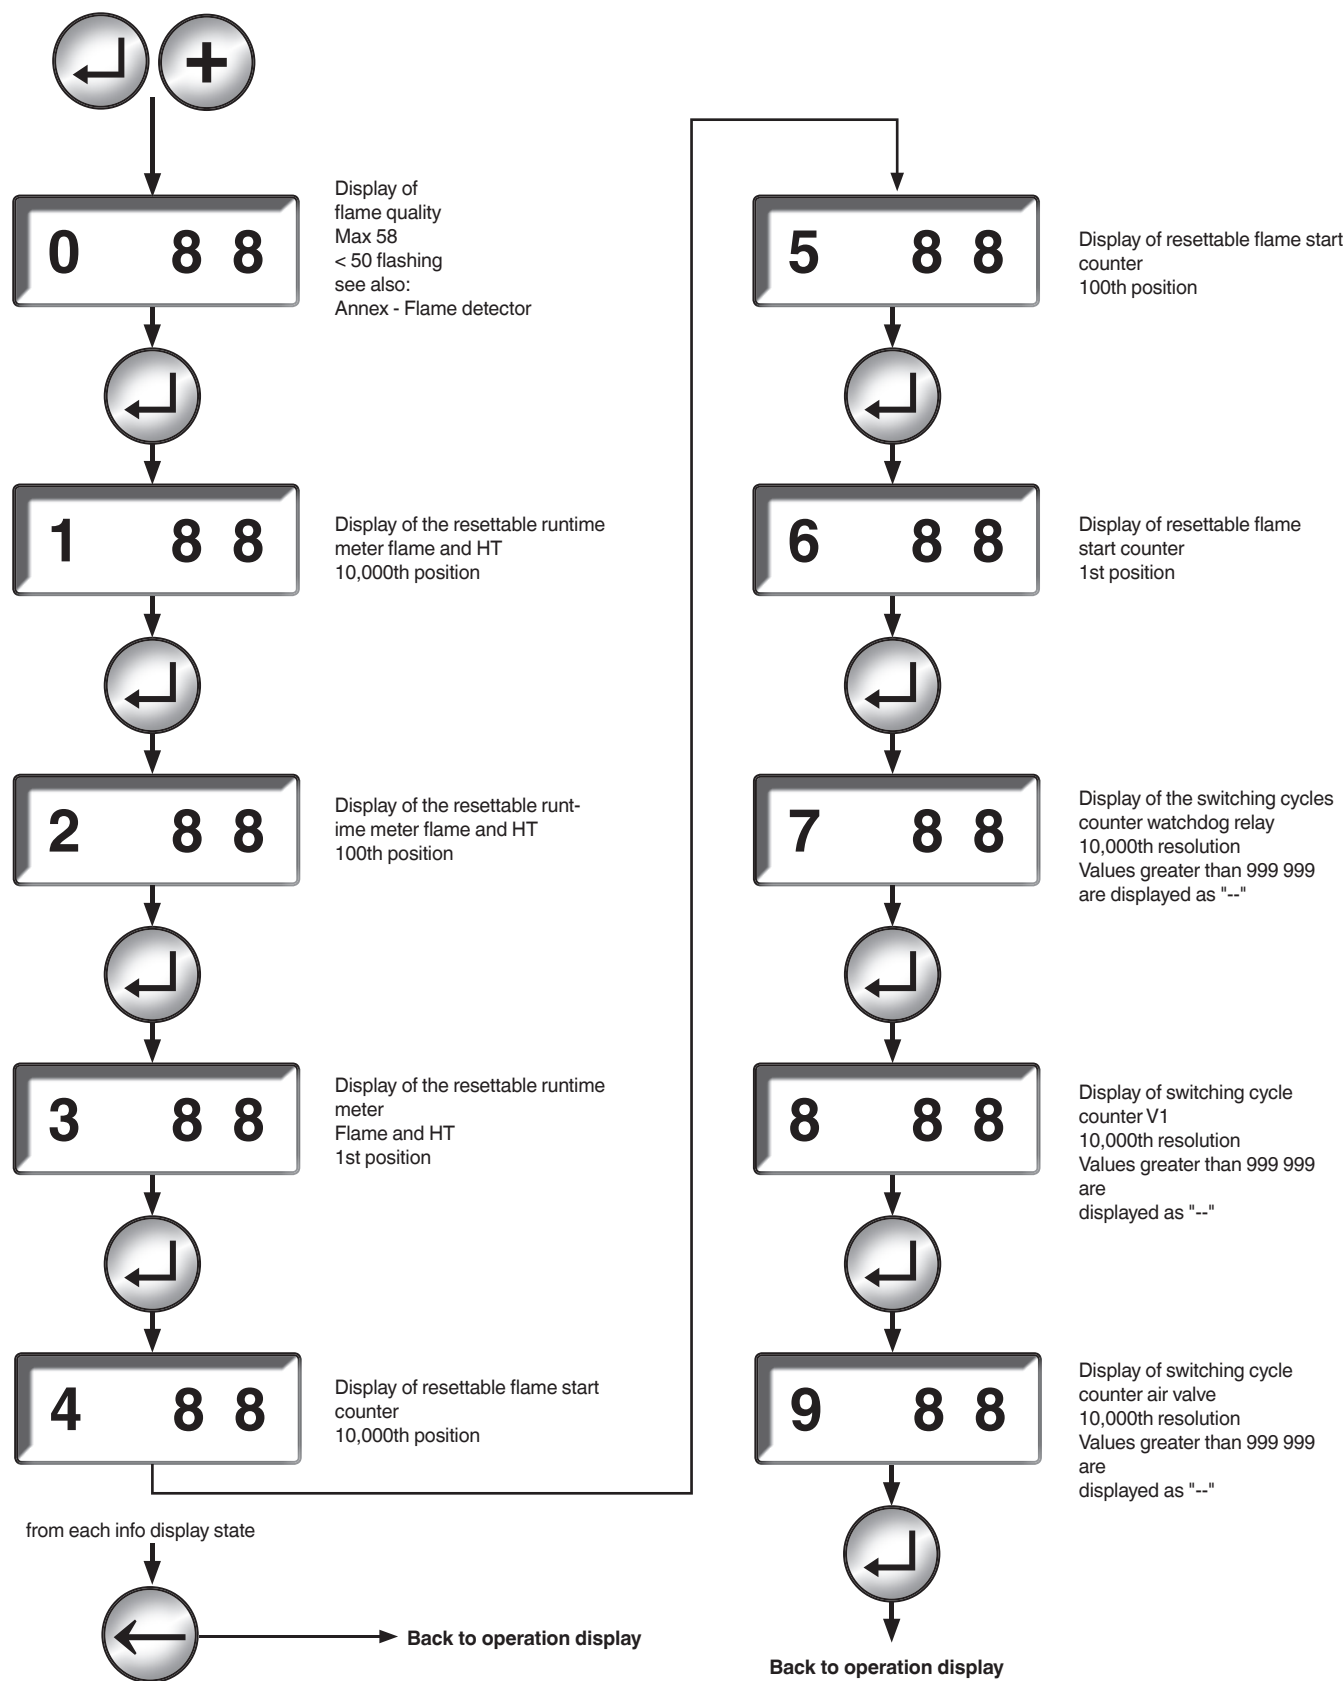 0 8 8
Display of
flame quality
Max 58
< 50 flashing
see also:
Annex - Flame detector
1 8 8
Display of the resettable runtime
meter flame and HT
10,000th position
2 8 8
Display of the resettable runt-
ime meter flame and HT
100th position
3 8 8
Display of the resettable runtime
meter
Flame and HT
1st position
4 8 8
Display of resettable flame start
counter
10,000th position
from each info display state
Back to operation display
5 8 8
Display of resettable flame start
counter
100th position
6 8 8
Display of resettable flame
start counter
1st position
7 8 8
Display of the switching cycles
counter watchdog relay
10,000th resolution
Values greater than 999 999
are displayed as "--"
8 8 8
Display of switching cycle
counter V1
10,000th resolution
Values greater than 999 999
are
displayed as "--"
9 8 8
Display of switching cycle
counter air valve
10,000th resolution
Values greater than 999 999
are
displayed as "--"
Back to operation display